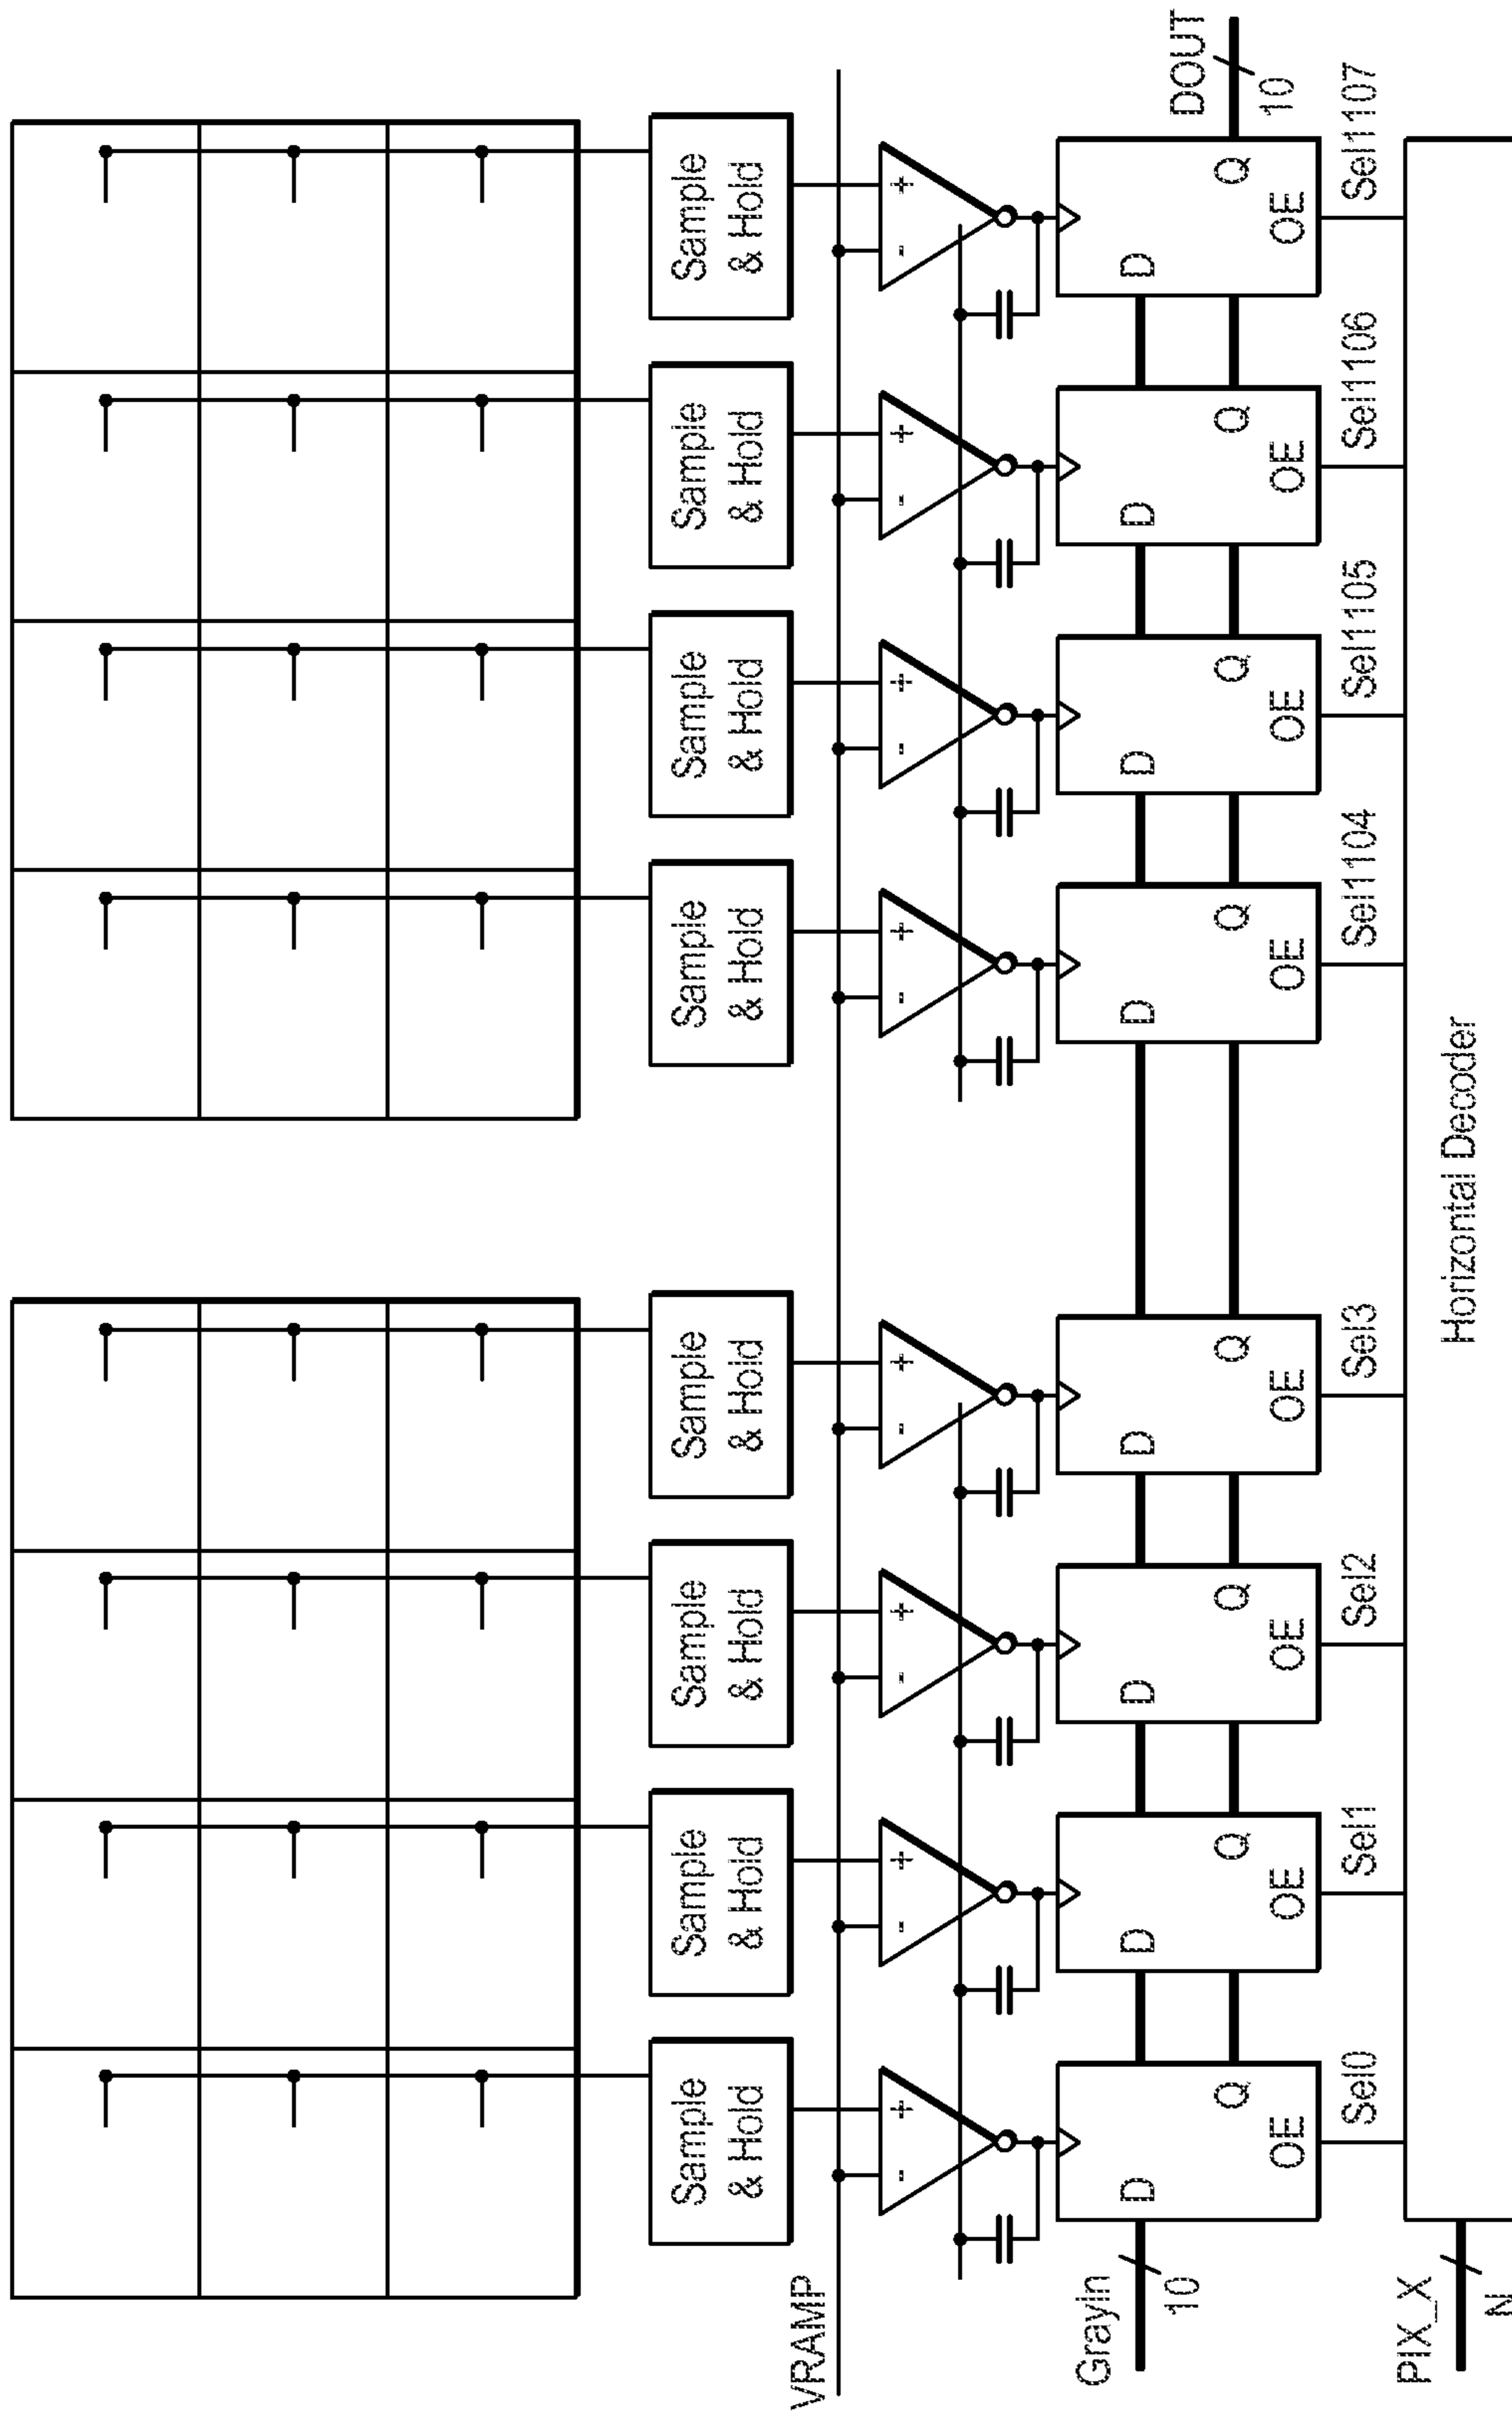 Sample
& Hold
Sample
& Hold
Sample
& Hold
Sample
& Hold
Sample
& Hold
Sample
& Hold
Sample
& Hold
Sample
& Hold
VRAMP
- +
- +
- +
- +
- +
- +
- +
- +
GrayIn
10
D
Q
OE
D
Q
OE
D
Q
OE
D
Q
OE
D
Q
OE
D
Q
OE
D
Q
OE
D
Q
OE
DOUT
10
Sel0
Sel1
Sel2
Sel3
Sel1104
Sel1105
Sel1106
Sel1107
PIX_X
N
Horizontal Decoder